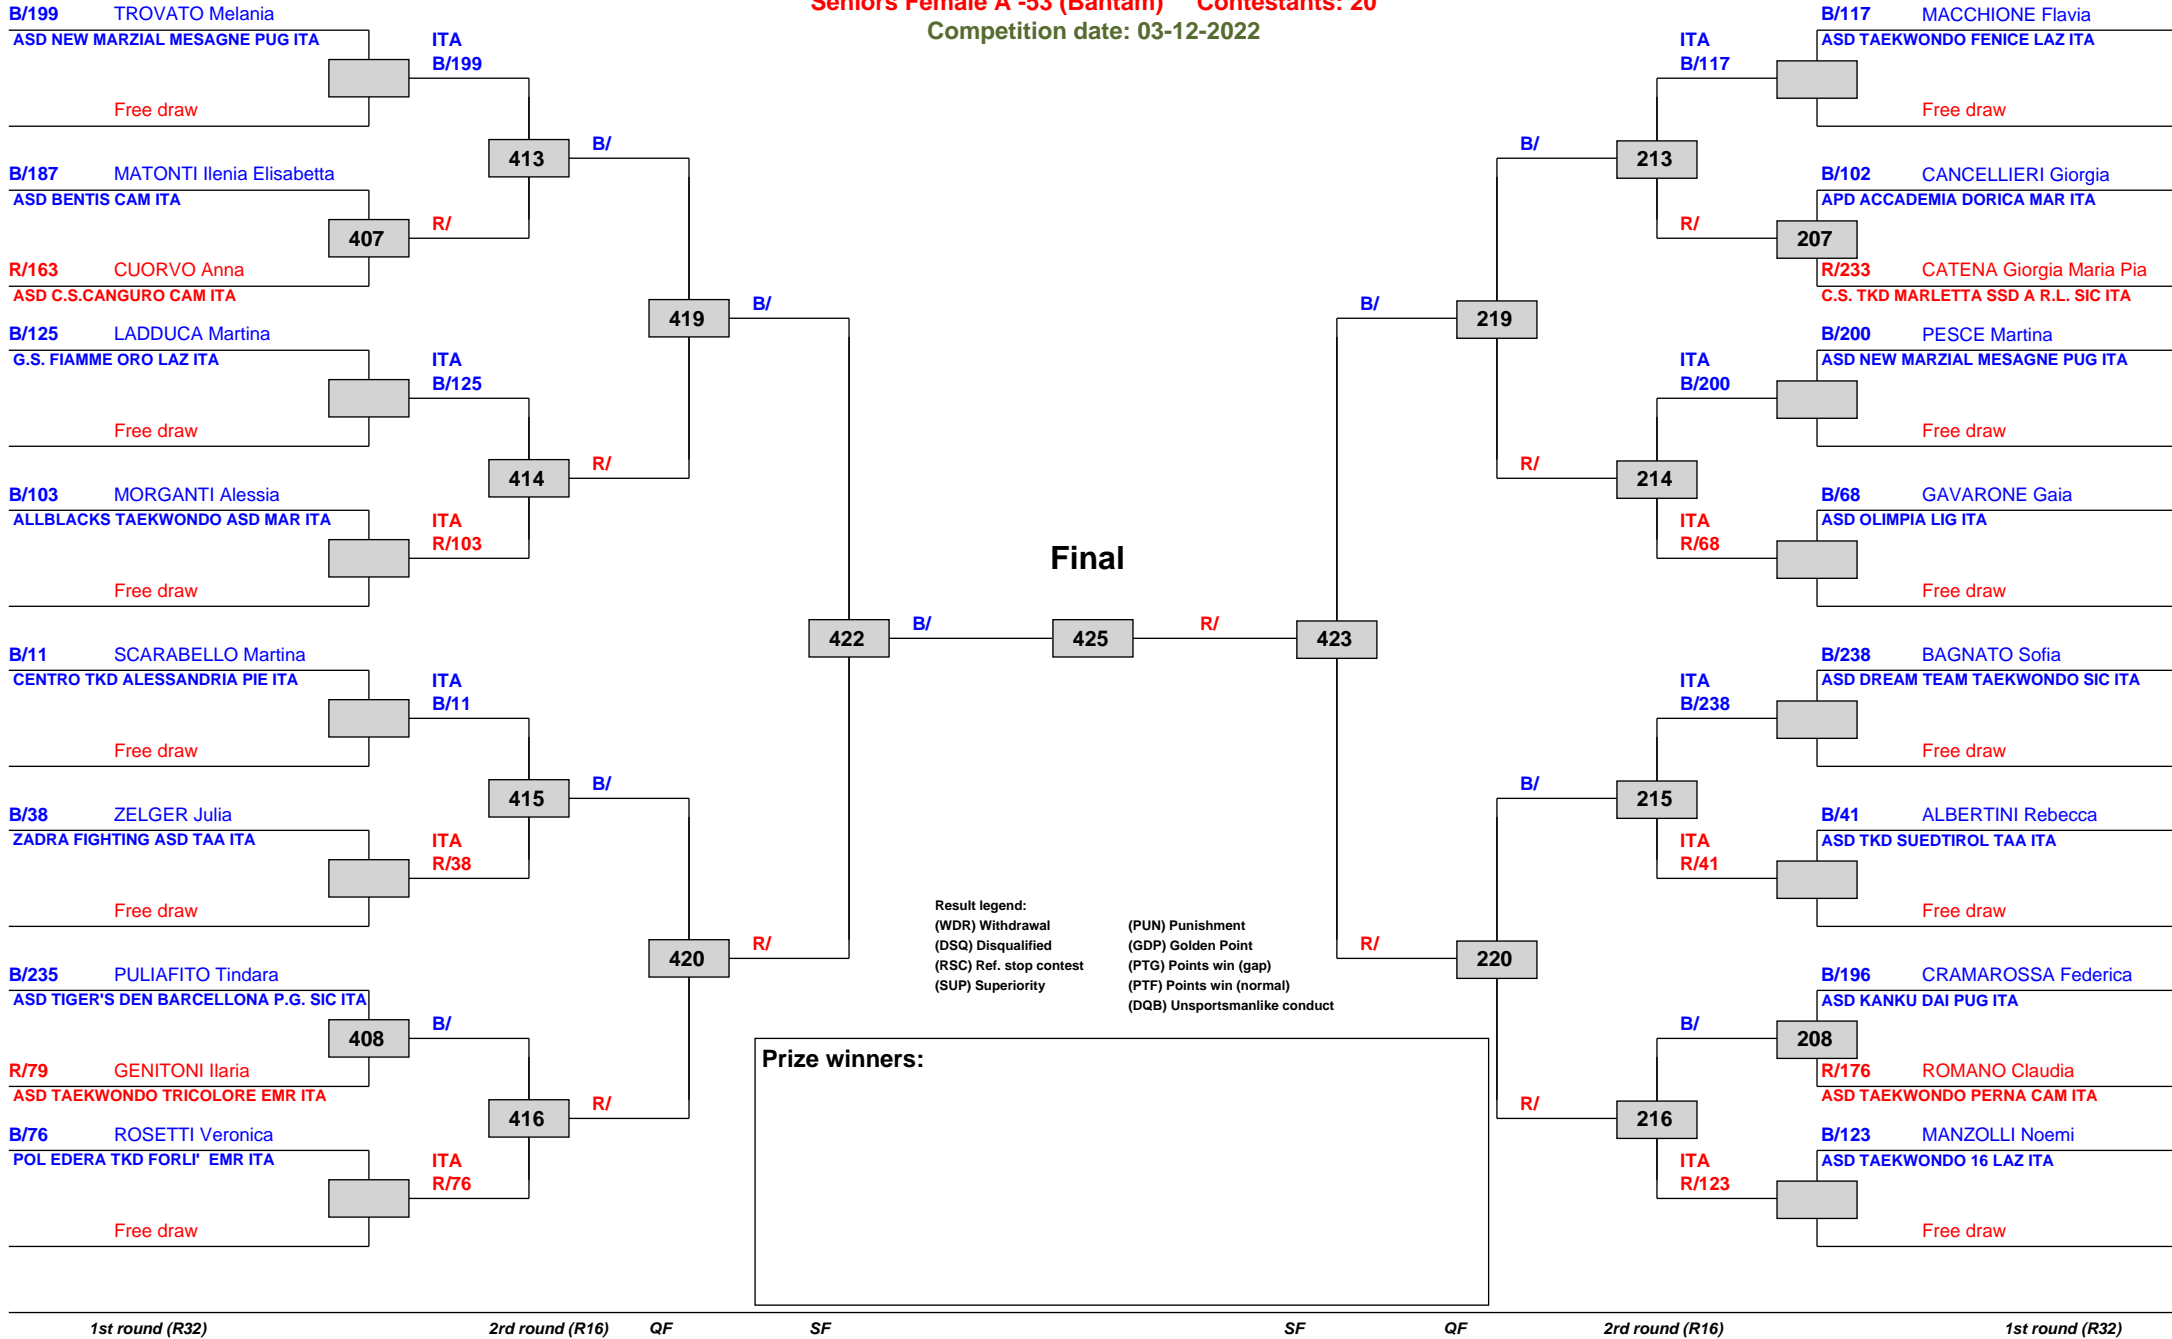 Seniors Female A -53 (Bantam) Contestants: 20
Competition date: 03-12-2022
B/199 TROVATO Melania
ASD NEW MARZIAL MESAGNE PUG ITA
ITA
B/199
Free draw
413
B/
B/187 MATONTI Ilenia Elisabetta
ASD BENTIS CAM ITA
407
R/
R/163 CUORVO Anna
ASD C.S.CANGURO CAM ITA
419
B/
B/125 LADDUCA Martina
G.S. FIAMME ORO LAZ ITA
ITA
B/125
Free draw
414
R/
B/103 MORGANTI Alessia
ALLBLACKS TAEKWONDO ASD MAR ITA
ITA
R/103
Free draw
422
B/
B/11 SCARABELLO Martina
CENTRO TKD ALESSANDRIA PIE ITA
ITA
B/11
Free draw
415
B/
B/38 ZELGER Julia
ZADRA FIGHTING ASD TAA ITA
ITA
R/38
Free draw
420
R/
B/235 PULIAFITO Tindara
ASD TIGER'S DEN BARCELLONA P.G. SIC ITA
408
B/
R/79 GENITONI Ilaria
ASD TAEKWONDO TRICOLORE EMR ITA
416
R/
B/76 ROSETTI Veronica
POL EDERA TKD FORLI' EMR ITA
ITA
R/76
Free draw
Final
425
R/
423
B/117 MACCHIONE Flavia
ASD TAEKWONDO FENICE LAZ ITA
ITA
B/117
Free draw
B/
213
B/102 CANCELLIERI Giorgia
APD ACCADEMIA DORICA MAR ITA
R/
207
R/233 CATENA Giorgia Maria Pia
C.S. TKD MARLETTA SSD A R.L. SIC ITA
B/
219
B/200 PESCE Martina
ASD NEW MARZIAL MESAGNE PUG ITA
ITA
B/200
Free draw
R/
214
B/68 GAVARONE Gaia
ASD OLIMPIA LIG ITA
ITA
R/68
Free draw
B/238 BAGNATO Sofia
ASD DREAM TEAM TAEKWONDO SIC ITA
ITA
B/238
Free draw
B/
215
B/41 ALBERTINI Rebecca
ASD TKD SUEDTIROL TAA ITA
ITA
R/41
Free draw
R/
220
B/196 CRAMAROSSA Federica
ASD KANKU DAI PUG ITA
B/
208
R/176 ROMANO Claudia
ASD TAEKWONDO PERNA CAM ITA
R/
216
B/123 MANZOLLI Noemi
ASD TAEKWONDO 16 LAZ ITA
ITA
R/123
Free draw
Result legend:
(WDR) Withdrawal (PUN) Punishment
(DSQ) Disqualified (GDP) Golden Point
(RSC) Ref. stop contest (PTG) Points win (gap)
(SUP) Superiority (PTF) Points win (normal)
(DQB) Unsportsmanlike conduct
Prize winners:
1st round (R32) 2rd round (R16) QF SF SF QF 2rd round (R16) 1st round (R32)